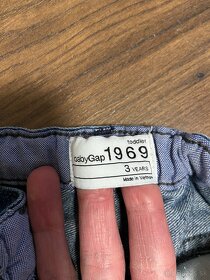 toddler
babyGap 1969
3 YEARS
Made in Vietnam